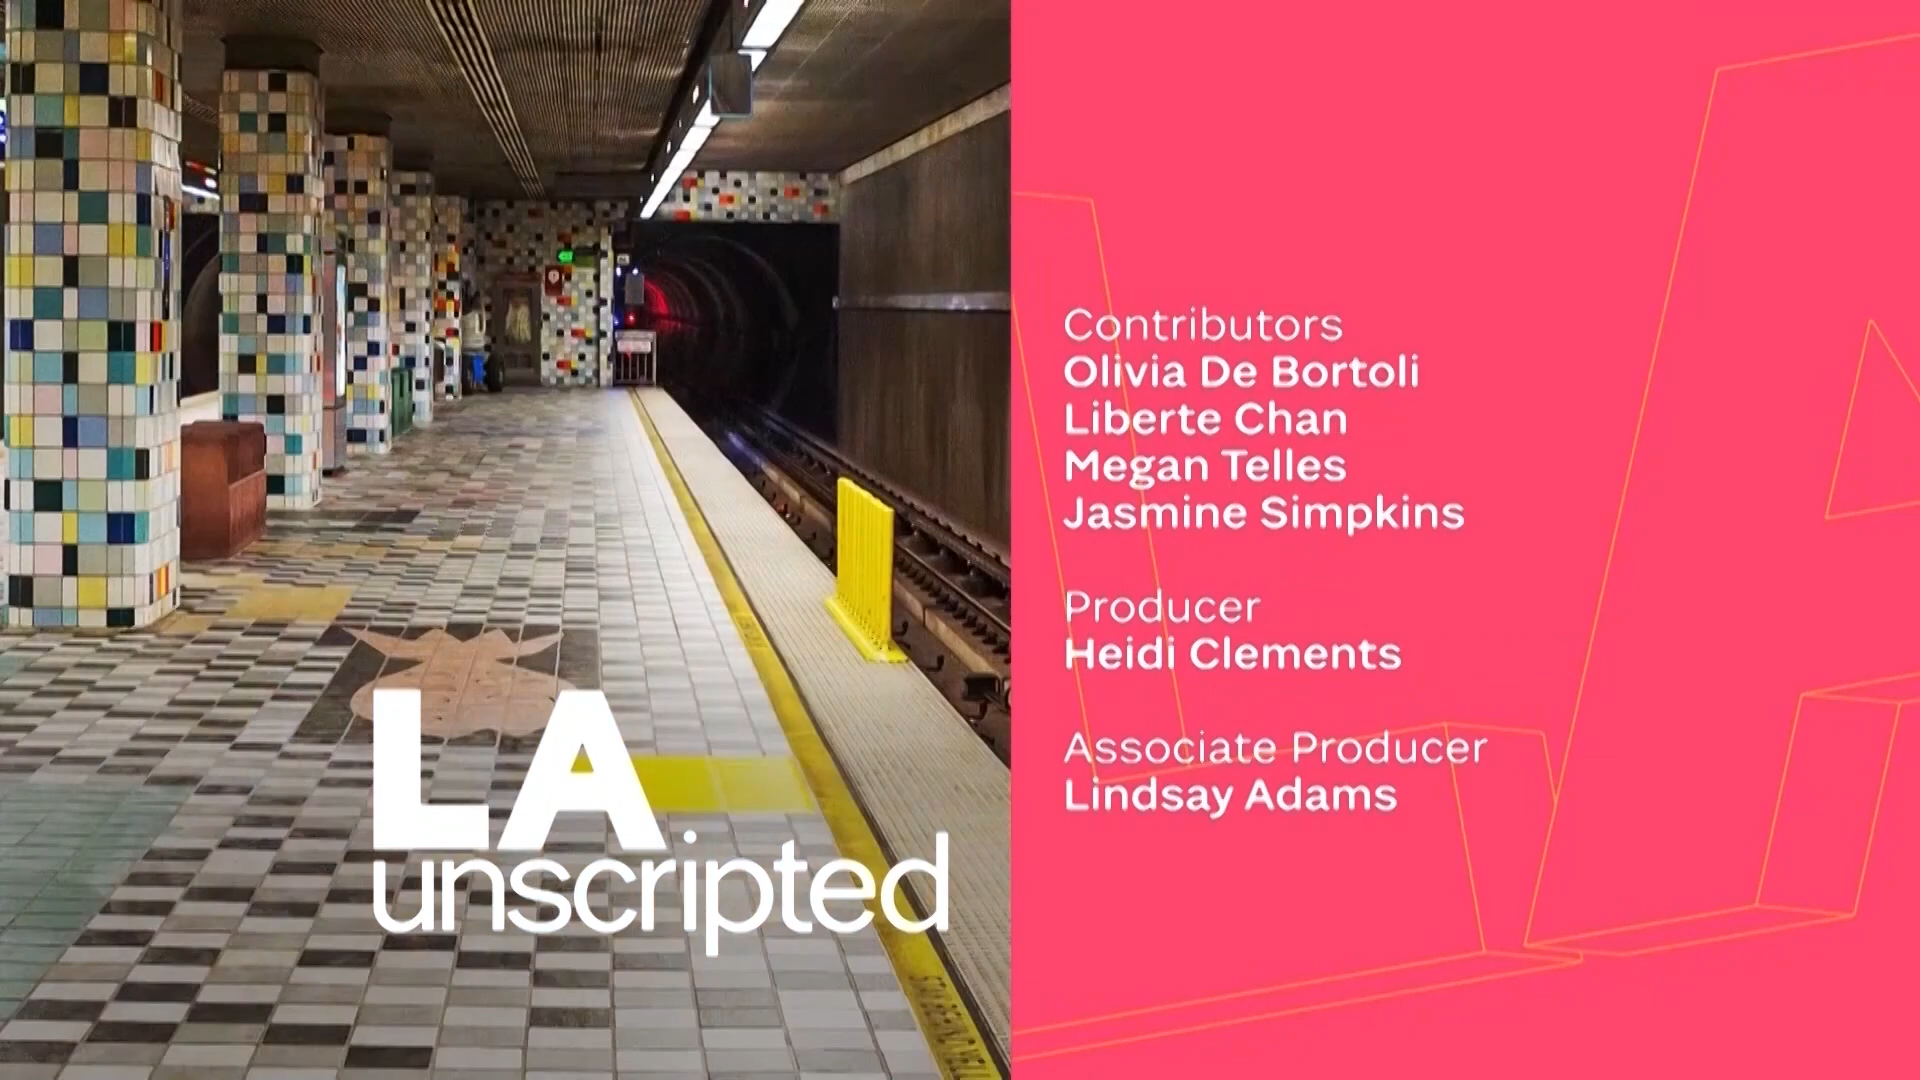 LA
unscripted
Contributors
Olivia De Bortoli
Liberte Chan
Megan Telles
Jasmine Simpkins
Producer
Heidi Clements
Associate Producer
Lindsay Adams